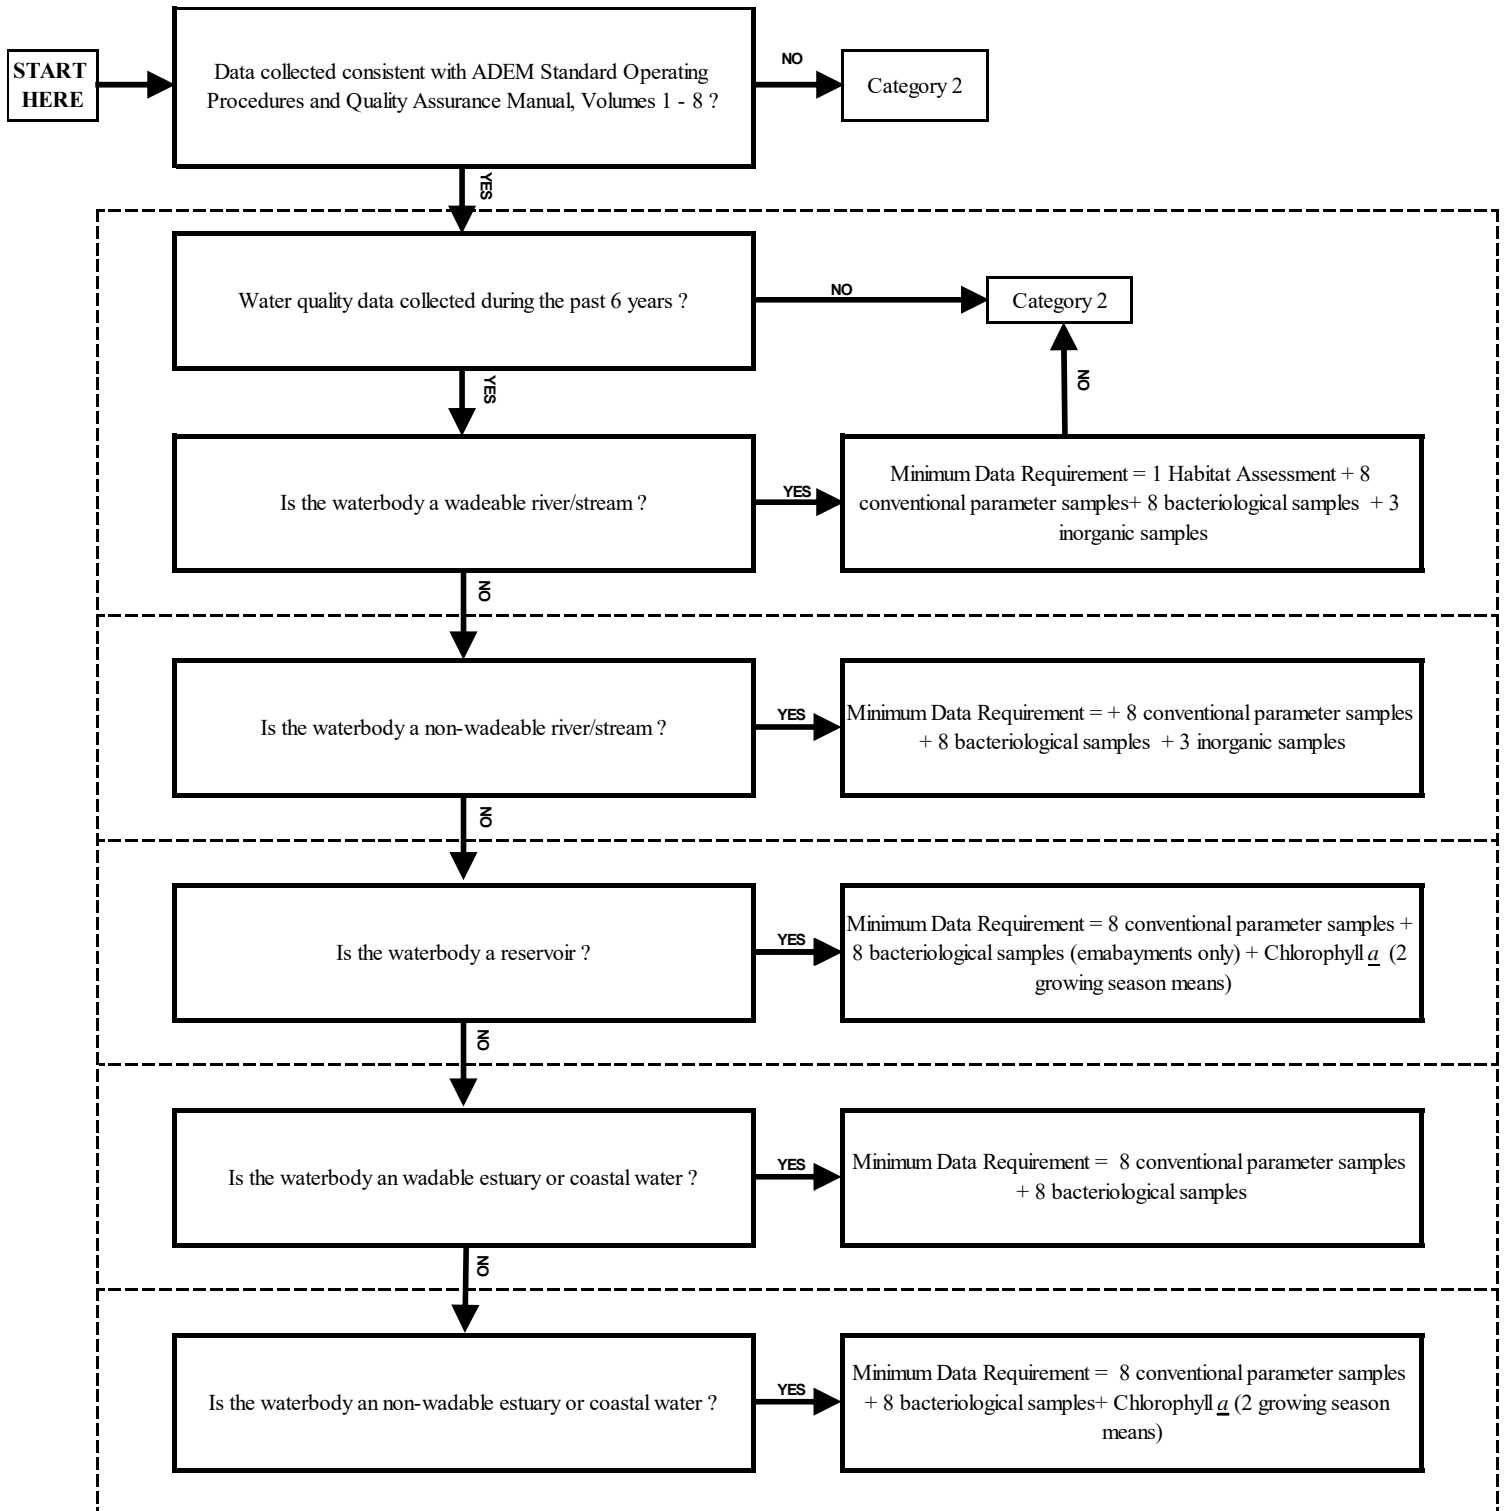 START
HERE
Data collected consistent with ADEM Standard Operating
Procedures and Quality Assurance Manual, Volumes 1 - 8 ?
NO
Category 2
YES
Water quality data collected during the past 6 years ?
NO
Category 2
YES
NO
Is the waterbody a wadeable river/stream ?
YES
Minimum Data Requirement = 1 Habitat Assessment + 8
conventional parameter samples+ 8 bacteriological samples + 3
inorganic samples
NO
Is the waterbody a non-wadeable river/stream ?
YES
Minimum Data Requirement = + 8 conventional parameter samples
+ 8 bacteriological samples + 3 inorganic samples
NO
Is the waterbody a reservoir ?
YES
Minimum Data Requirement = 8 conventional parameter samples +
8 bacteriological samples (emabayments only) + Chlorophyll a (2
growing season means)
NO
Is the waterbody an wadable estuary or coastal water ?
YES
Minimum Data Requirement = 8 conventional parameter samples
+ 8 bacteriological samples
NO
Is the waterbody an non-wadable estuary or coastal water ?
YES
Minimum Data Requirement = 8 conventional parameter samples
+ 8 bacteriological samples+ Chlorophyll a (2 growing season
means)